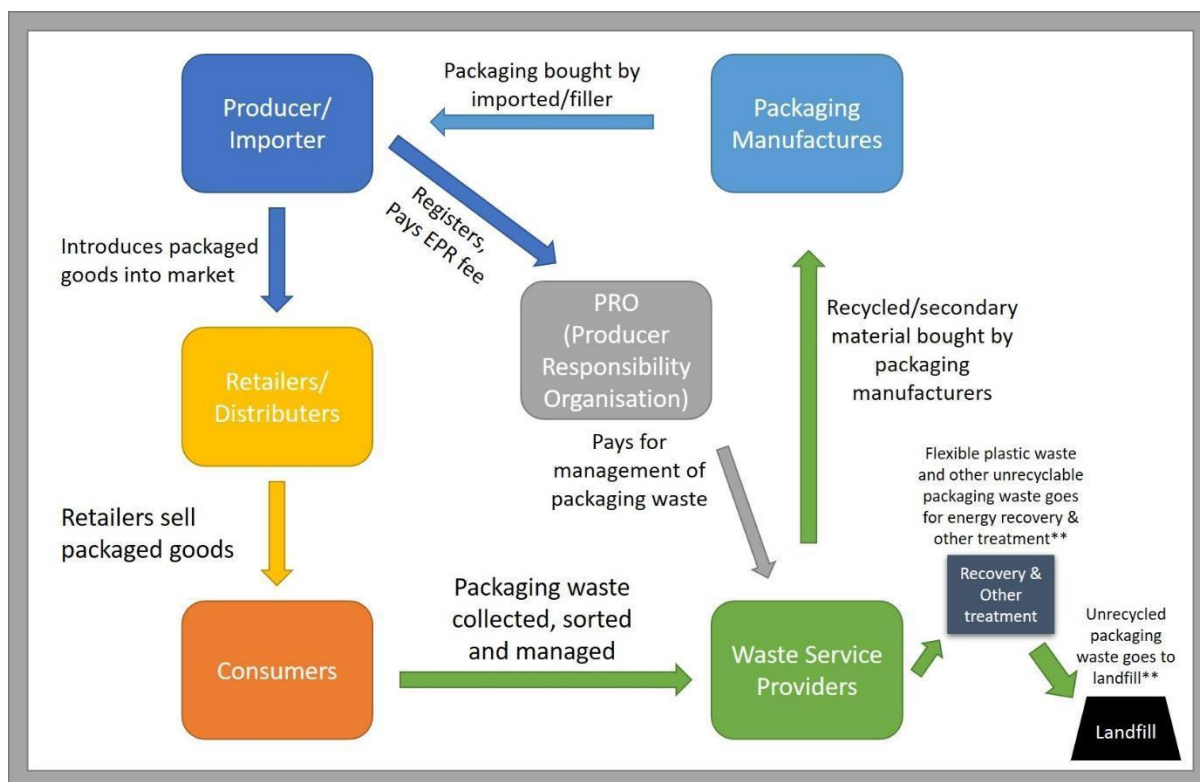 Producer/
Importer
Packaging bought by
imported/filler
Packaging
Manufactures
Registers,
Pays EPR fee
Introduces packaged
goods into market
PRO
(Producer
Responsibility
Organisation)
Recycled/secondary
material bought by
packaging
manufacturers
Retailers/
Distributers
Pays for
management of
packaging waste
Flexible plastic waste
and other unrecyclable
packaging waste goes
for energy recovery &
other treatment**
Retailers sell
packaged goods
Recovery &
Other
treatment
Packaging waste
collected, sorted
and managed
Unrecycled
packaging
waste goes to
landfill**
Consumers
Waste Service
Providers
Landfill